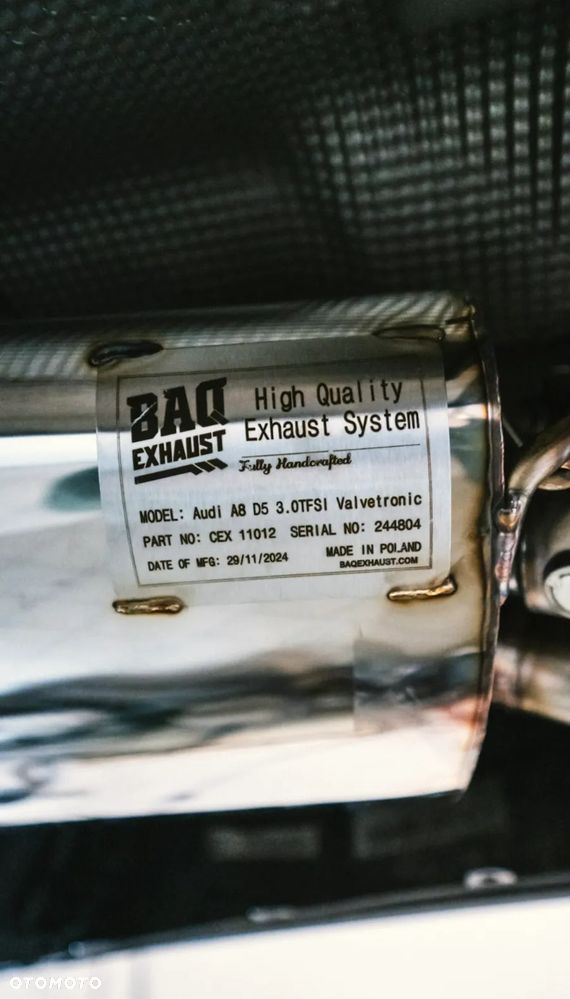 BAQ
EXHAUST
High Quality
Exhaust System
Fully Handcrafted
MODEL: Audi A8 D5 3.0TFSI Valvetronic
PART NO: CEX 11012 SERIAL NO: 244804
DATE OF MFG: 29/11/2024 MADE IN POLAND
BAQEXHAUST.COM
OTOMOTO